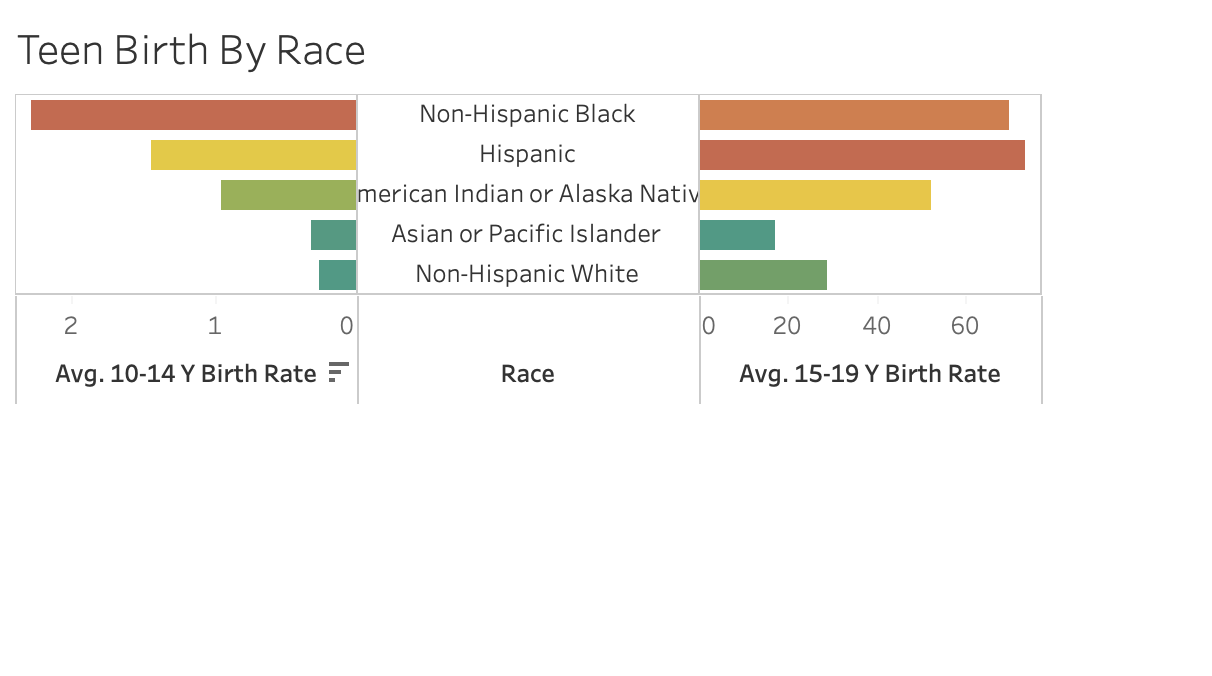 Teen Birth By Race
Non-Hispanic Black
Hispanic
merican Indian or Alaska Nativ
Asian or Pacific Islander
Non-Hispanic White
2 1 0 0 20 40 60
Avg. 10-14 Y Birth Rate Race Avg. 15-19 Y Birth Rate